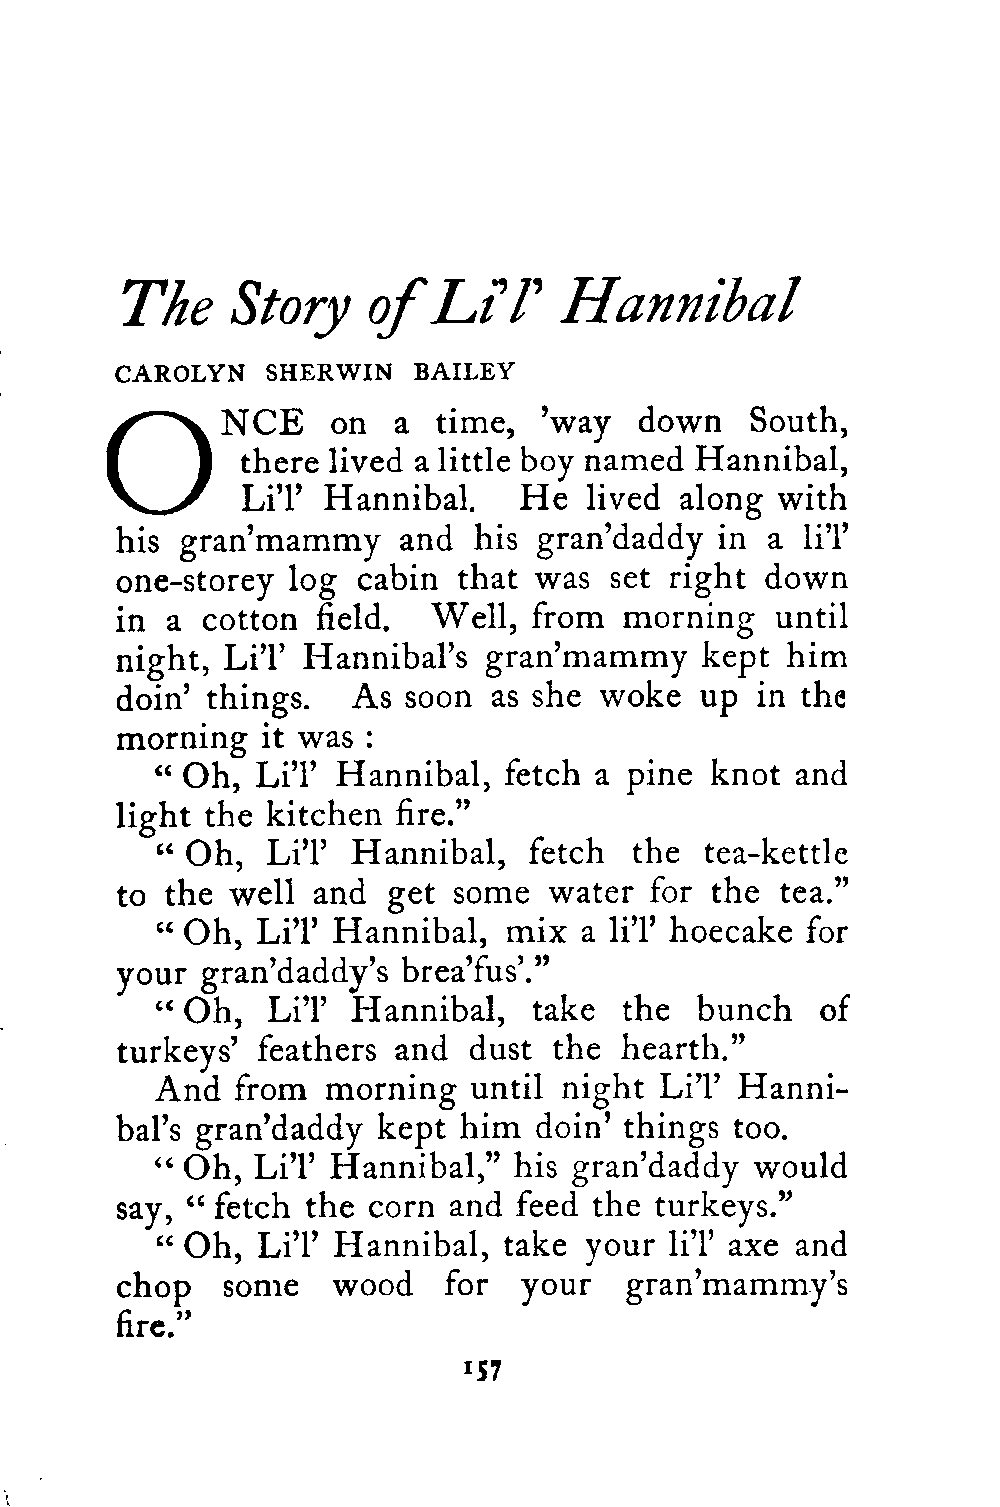 The Story of Li'l' Hannibal
CAROLYN SHERWIN BAILEY
ONCE on a time, 'way down South,
there lived a little boy named Hannibal,
Li'l' Hannibal. He lived along with
his gran'mammy and his gran'daddy in a li'l'
one-storey log cabin that was set right down
in a cotton field. Well, from morning until
night, Li'l' Hannibal's gran'mammy kept him
doin' things. As soon as she woke up in the
morning it was :
“ Oh, Li'l' Hannibal, fetch a pine knot and
light the kitchen fire.”
“ Oh, Li'l' Hannibal, fetch the tea-kettle
to the well and get some water for the tea.”
“ Oh, Li'l' Hannibal, mix a li'l' hoecake for
your gran'daddy's brea'fus'.”
“ Oh, Li'l' Hannibal, take the bunch of
turkeys' feathers and dust the hearth.”
And from morning until night Li'l' Hanni-
bal's gran'daddy kept him doin' things too.
“ Oh, Li'l' Hannibal,” his gran'daddy would
say, “ fetch the corn and feed the turkeys.”
“ Oh, Li'l' Hannibal, take your li'l' axe and
chop some wood for your gran'mammy's
fire.”
157